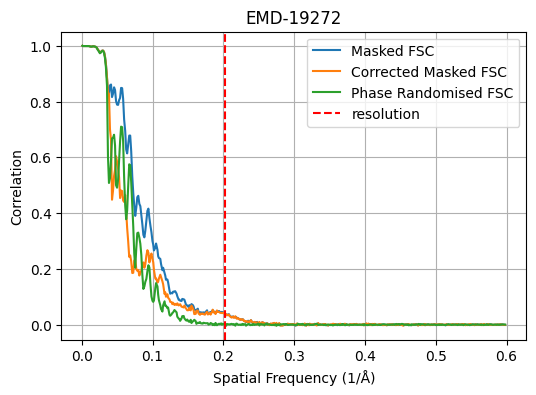 EMD-19272
Masked FSC
Corrected Masked FSC
Phase Randomised FSC
resolution
Correlation
1.0
0.8
0.6
0.4
0.2
0.0
0.0 0.1 0.2 0.3 0.4 0.5 0.6
Spatial Frequency (1/Å)